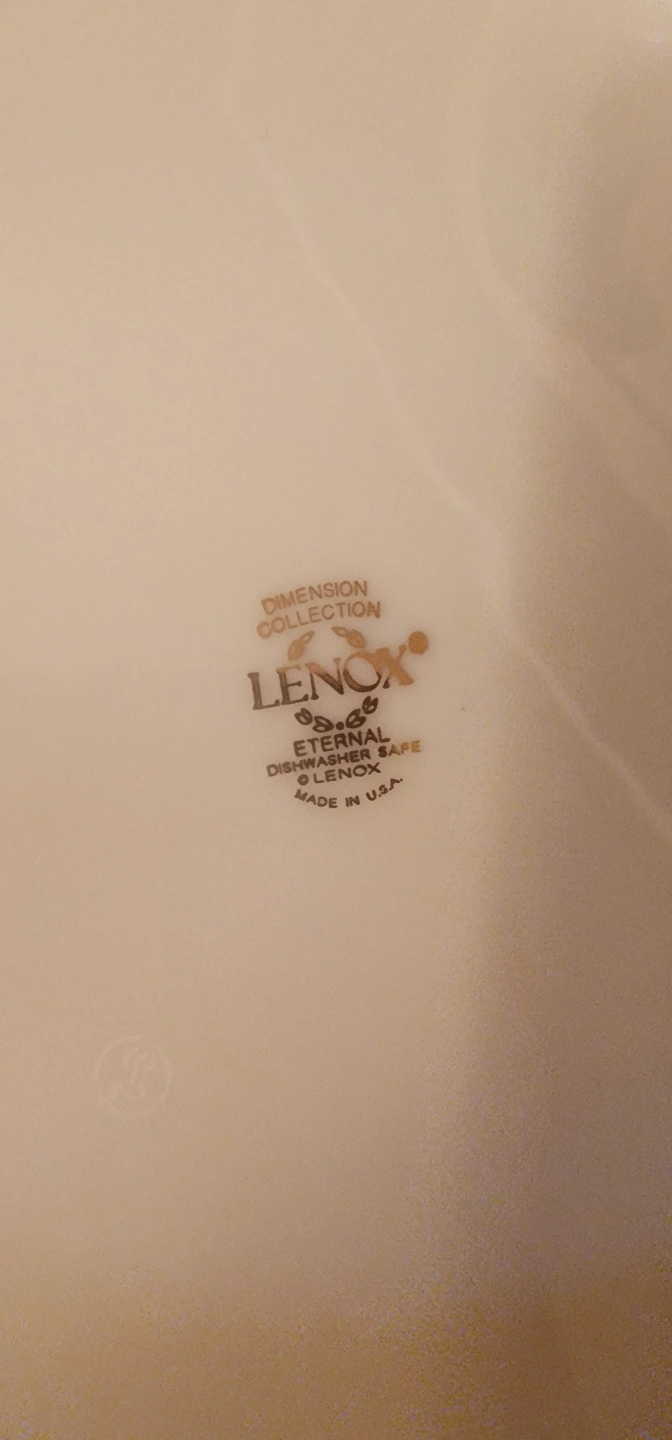 DIMENSION
COLLECTION
LENOX®
ETERNAL
DISHWASHER SAFE
© LENOX
MADE IN U.S.A.